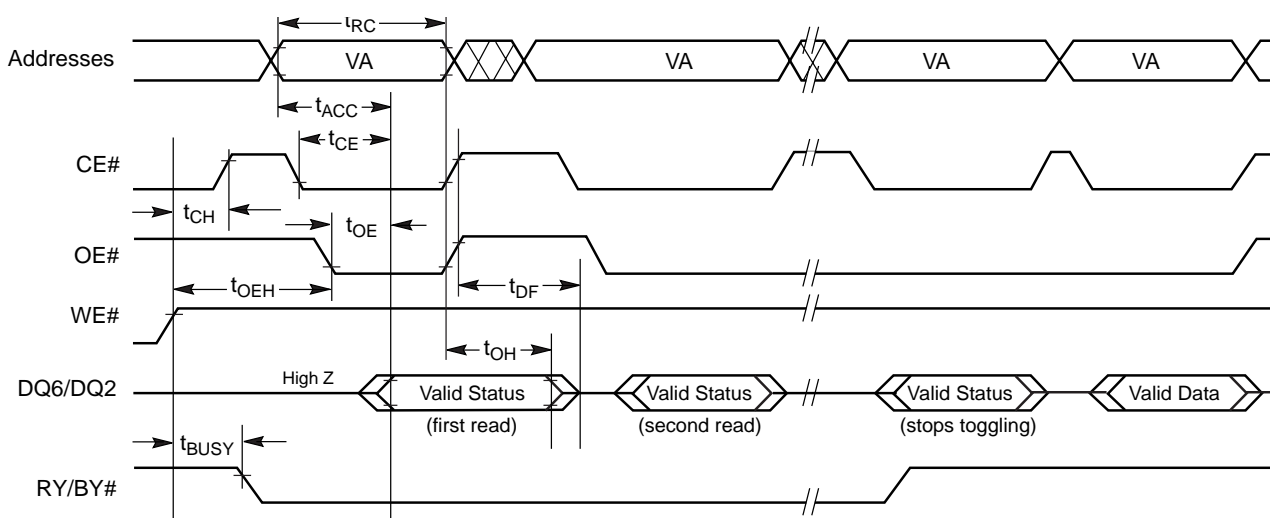 tRC
Addresses VA VA VA VA
tACC
tCE
CE#
tCH tOE
OE#
tOEH tDF
WE#
tOH
High Z
DQ6/DQ2 Valid Status Valid Status Valid Status Valid Data
(first read) (second read) (stops toggling)
tBUSY
RY/BY#